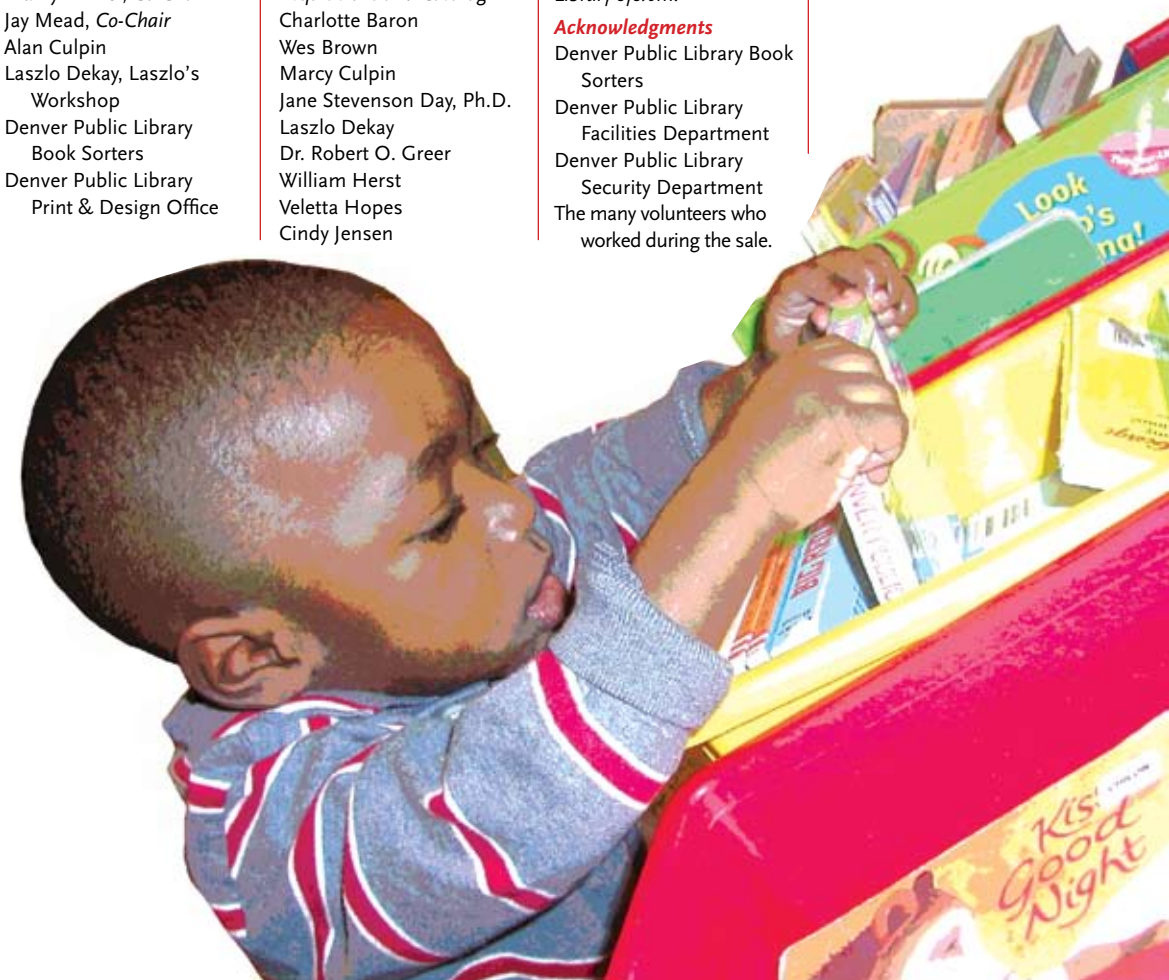 Jay Mead, Co-Chair
Alan Culpin
Laszlo Dekay, Laszlo's
Workshop
Denver Public Library
Book Sorters
Denver Public Library
Print & Design Office
Charlotte Baron
Wes Brown
Marcy Culpin
Jane Stevenson Day, Ph.D.
Laszlo Dekay
Dr. Robert O. Greer
William Herst
Veletta Hopes
Cindy Jensen
Library system.
Acknowledgments
Denver Public Library Book
Sorters
Denver Public Library
Facilities Department
Denver Public Library
Security Department
The many volunteers who
worked during the sale.
Look
George
Good
Night